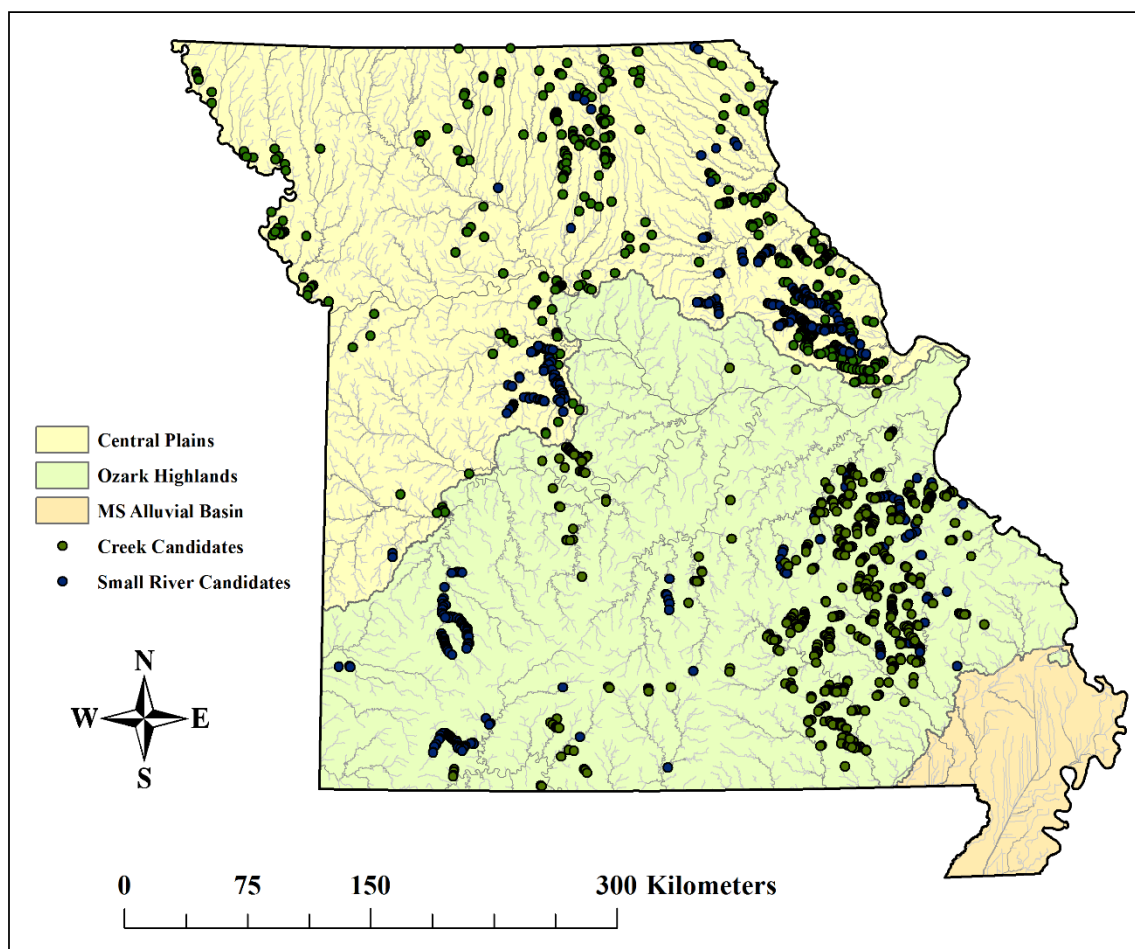 Central Plains
Ozark Highlands
MS Alluvial Basin
Creek Candidates
Small River Candidates
N
W E
S
0 75 150 300 Kilometers